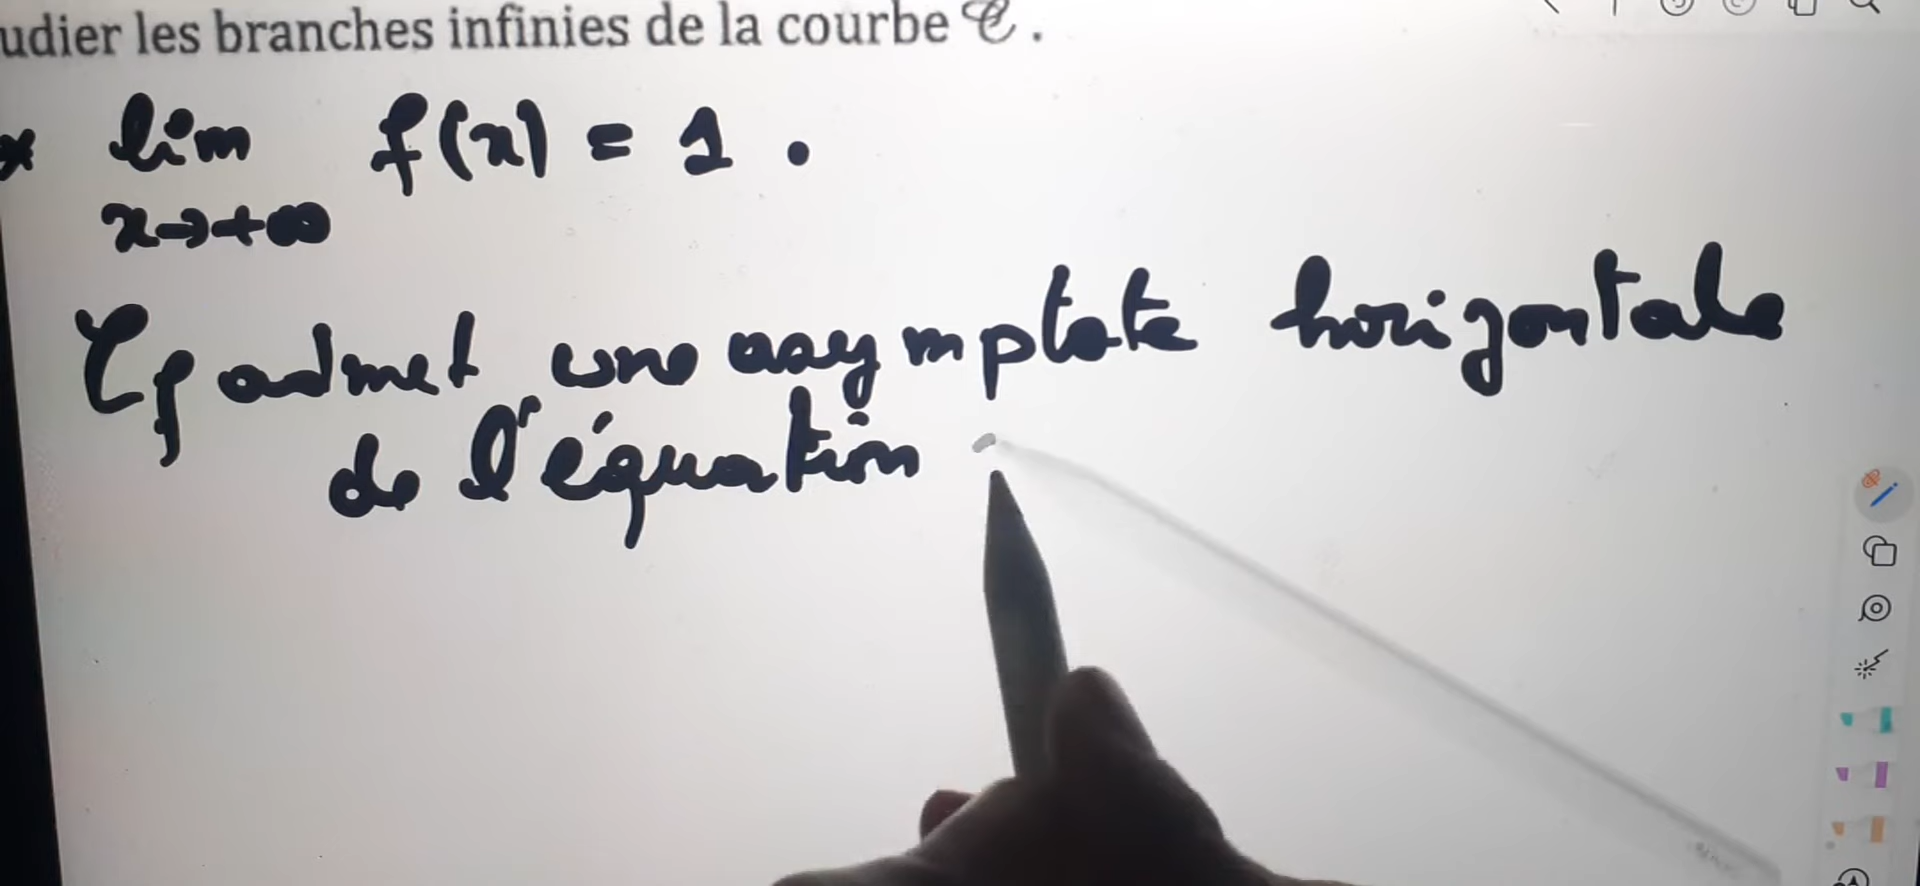 udier les branches infinies de la courbe 𝒞.
* lim f(x) = 1.
x→+∞
Cf admet une asymptote horizontale
de l'équation